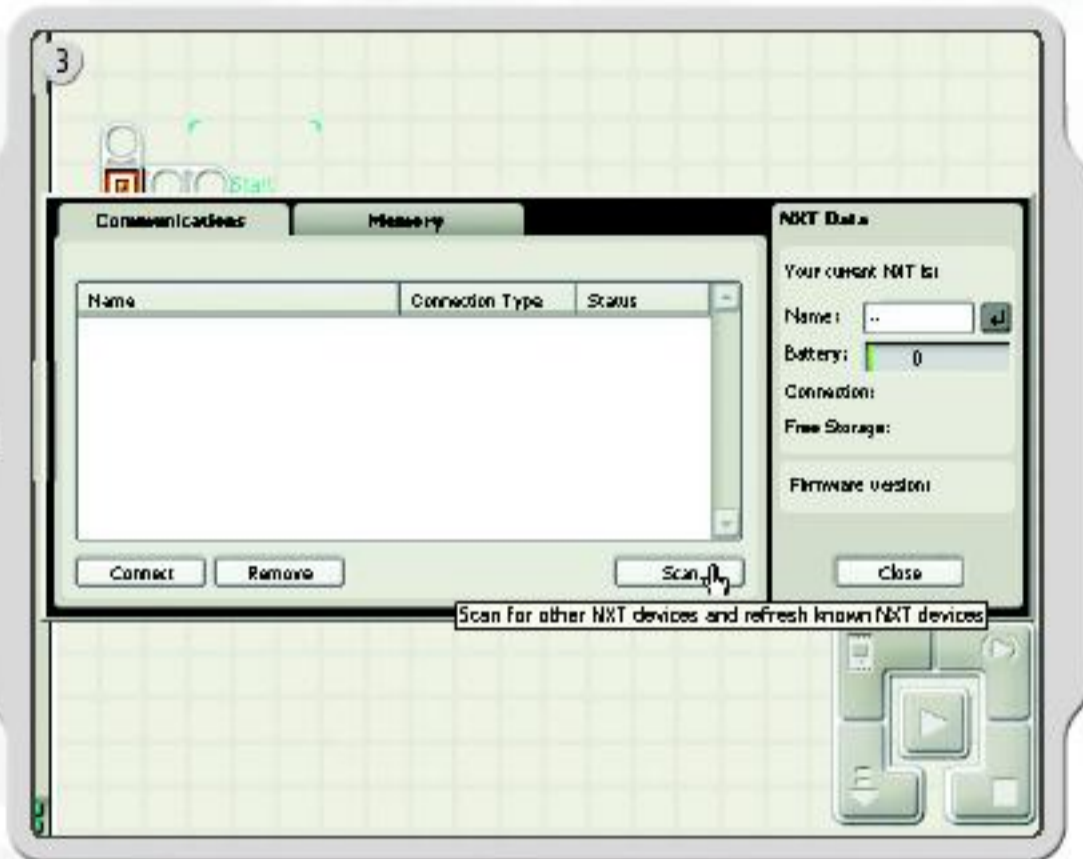 3
Start
Communications
Memory
Name
Connection Type
Status
Connect
Remove
Scan
Scan for other NXT devices and refresh known NXT devices
NXT Data
Your current NXT is:
Name:
--
Battery:
0
Connection:
Free Storage:
Firmware version:
Close